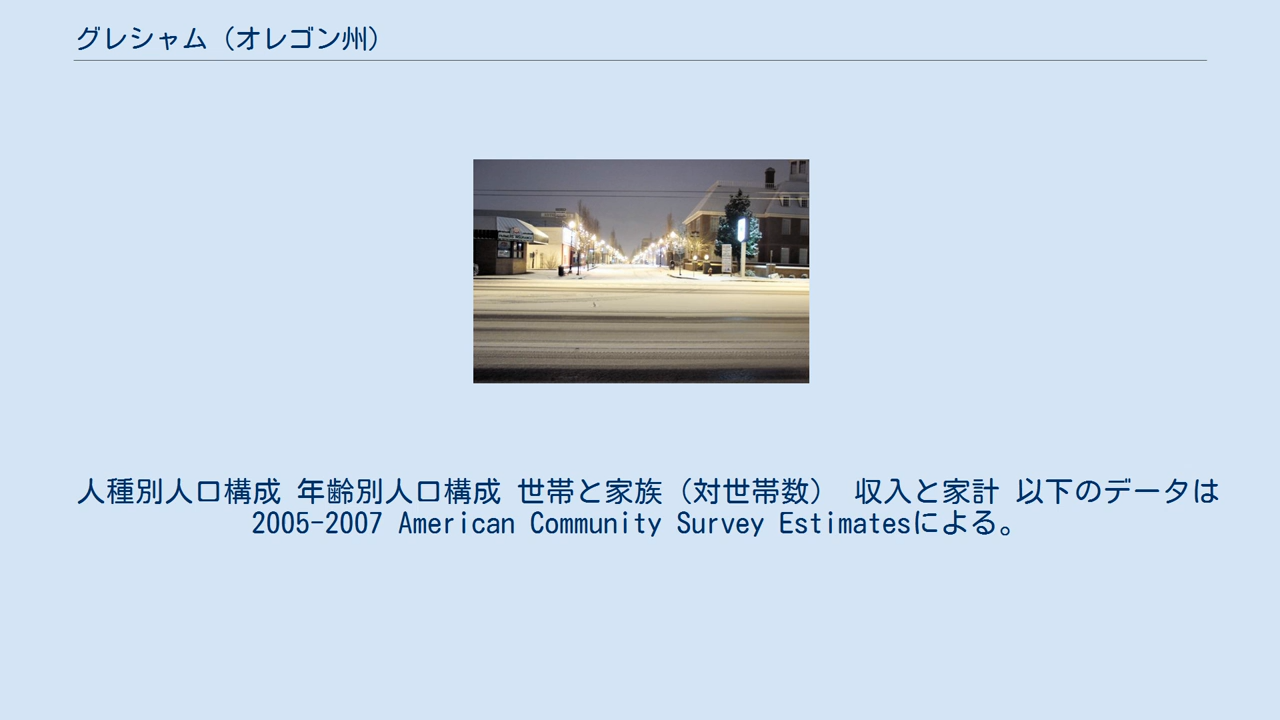 グレシャム（オレゴン州）
人種別人口構成 年齢別人口構成 世帯と家族（対世帯数） 収入と家計 以下のデータは
2005-2007 American Community Survey Estimatesによる。